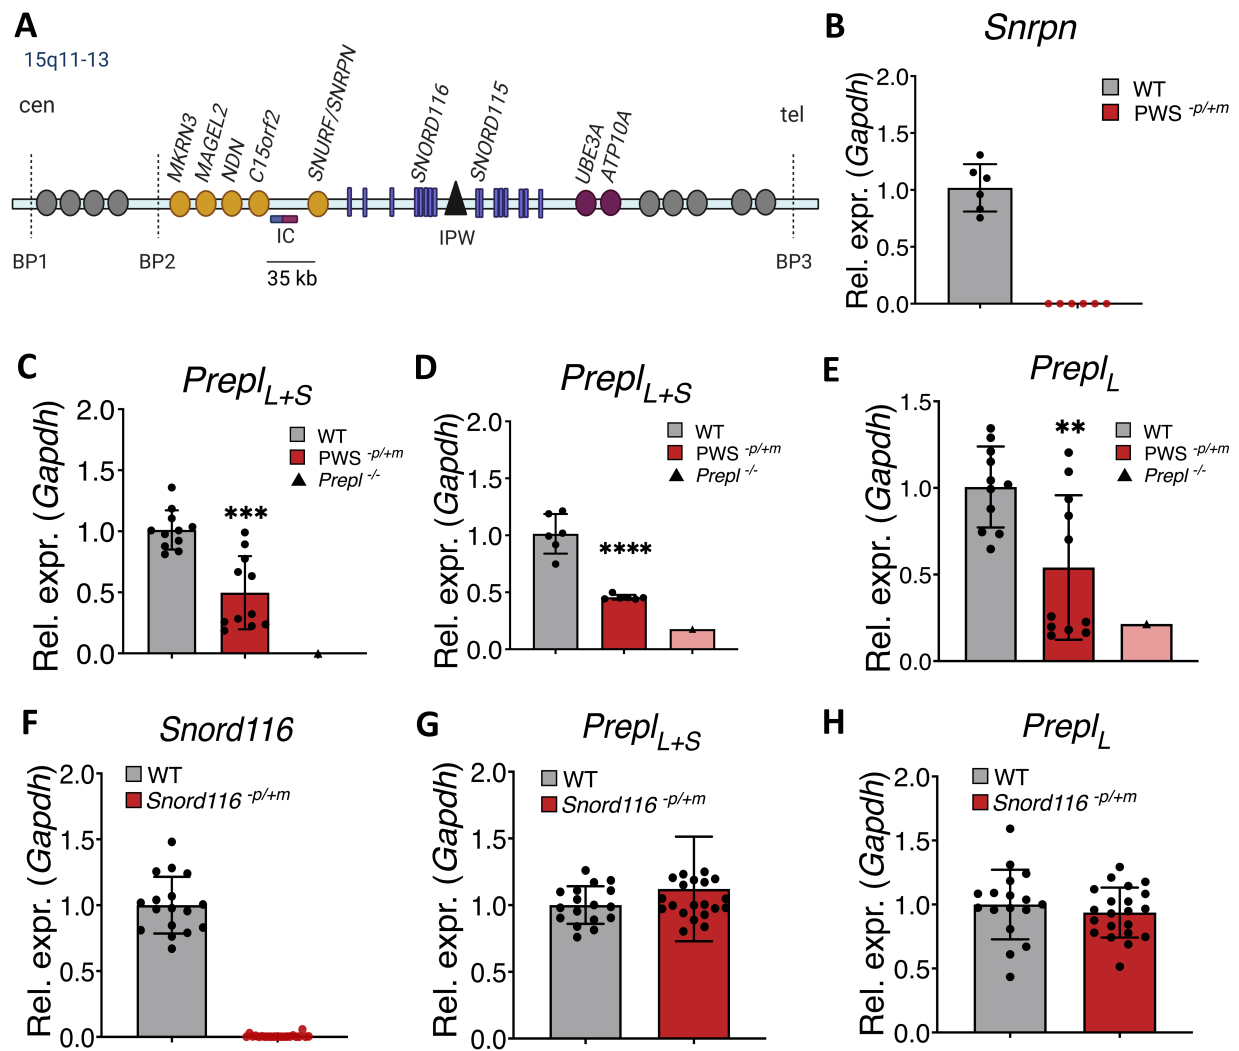 A
15q11-13
cen
MKRN3
MAGEL2
NDN
C15orf2
SNURF/SNRPN
SNORD116
SNORD115
UBE3A
ATP10A
tel
IC
IPW
BP1
BP2
35 kb
BP3
B
Snrpn
Rel. expr. (Gapdh)
2.0
1.5
1.0
0.5
0.0
WT
PWS -p/+m
C
Prepl L+S
Rel. expr. (Gapdh)
2.0
1.5
1.0
0.5
0.0
***
WT
PWS -p/+m
Prepl -/-
D
Prepl L+S
Rel. expr. (Gapdh)
2.0
1.5
1.0
0.5
0.0
****
WT
PWS -p/+m
Prepl -/-
E
Prepl L
Rel. expr. (Gapdh)
1.5
1.0
0.5
0.0
**
WT
PWS -p/+m
Prepl -/-
F
Snord116
Rel. expr. (Gapdh)
2.0
1.5
1.0
0.5
0.0
WT
Snord116 -p/+m
G
Prepl L+S
Rel. expr. (Gapdh)
2.0
1.5
1.0
0.5
0.0
WT
Snord116 -p/+m
H
Prepl L
Rel. expr. (Gapdh)
2.0
1.5
1.0
0.5
0.0
WT
Snord116 -p/+m